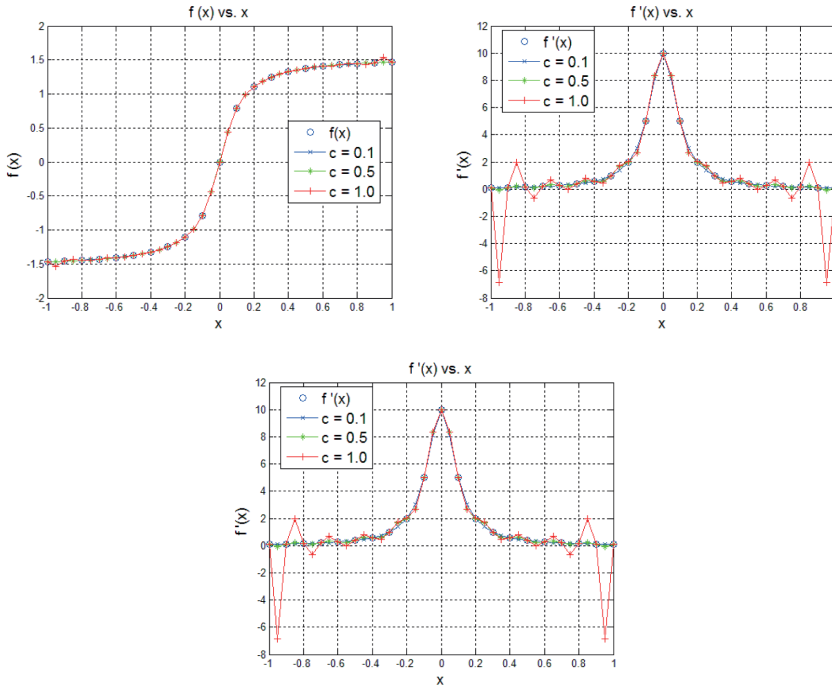 f (x) vs. x
2
1.5
1
0.5
0
-0.5
-1
-1.5
-2
f (x)
f(x)
c = 0.1
c = 0.5
c = 1.0
-1 -0.8 -0.6 -0.4 -0.2 0 0.2 0.4 0.6 0.8 1
x
f '(x) vs. x
12
10
8
6
4
2
0
-2
-4
-6
-8
f '(x)
f '(x)
c = 0.1
c = 0.5
c = 1.0
-1 -0.8 -0.6 -0.4 -0.2 0 0.2 0.4 0.6 0.8
x
f '(x) vs. x
12
10
8
6
4
2
0
-2
-4
-6
-8
f '(x)
f '(x)
c = 0.1
c = 0.5
c = 1.0
-1 -0.8 -0.6 -0.4 -0.2 0 0.2 0.4 0.6 0.8 1
x